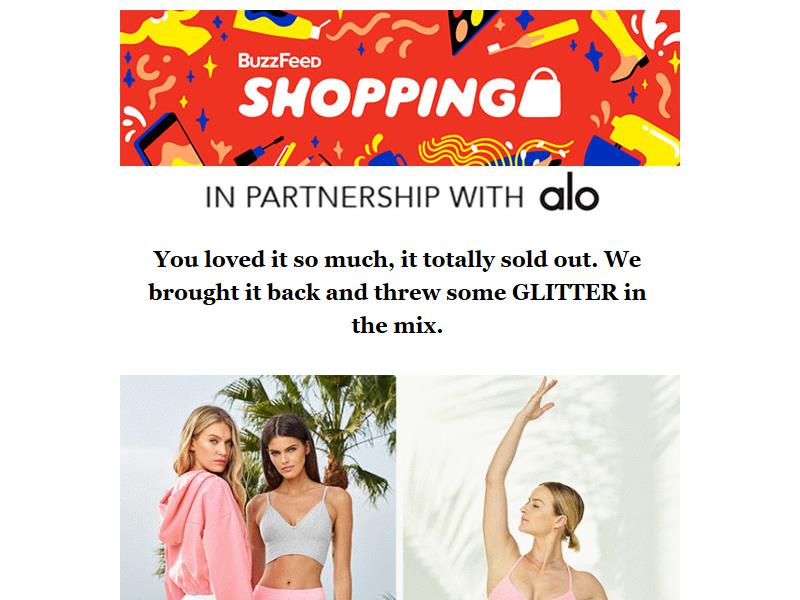 BuzzFeed
SHOPPING
IN PARTNERSHIP WITH alo
You loved it so much, it totally sold out. We
brought it back and threw some GLITTER in
the mix.